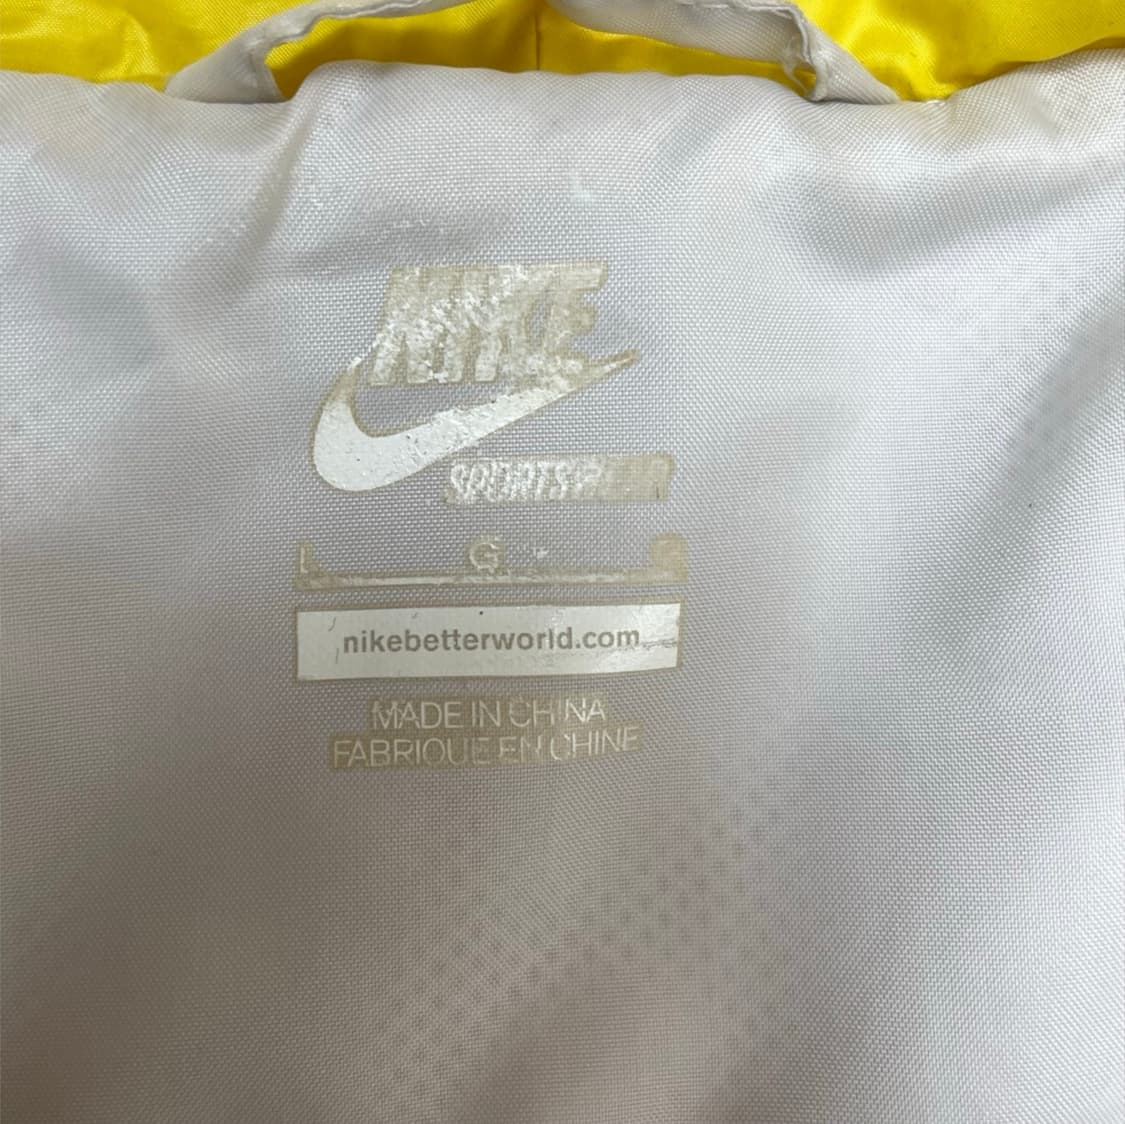 NIKE
SPORTSWEAR
L G
nikebetterworld.com
MADE IN CHINA
FABRIQUE EN CHINE